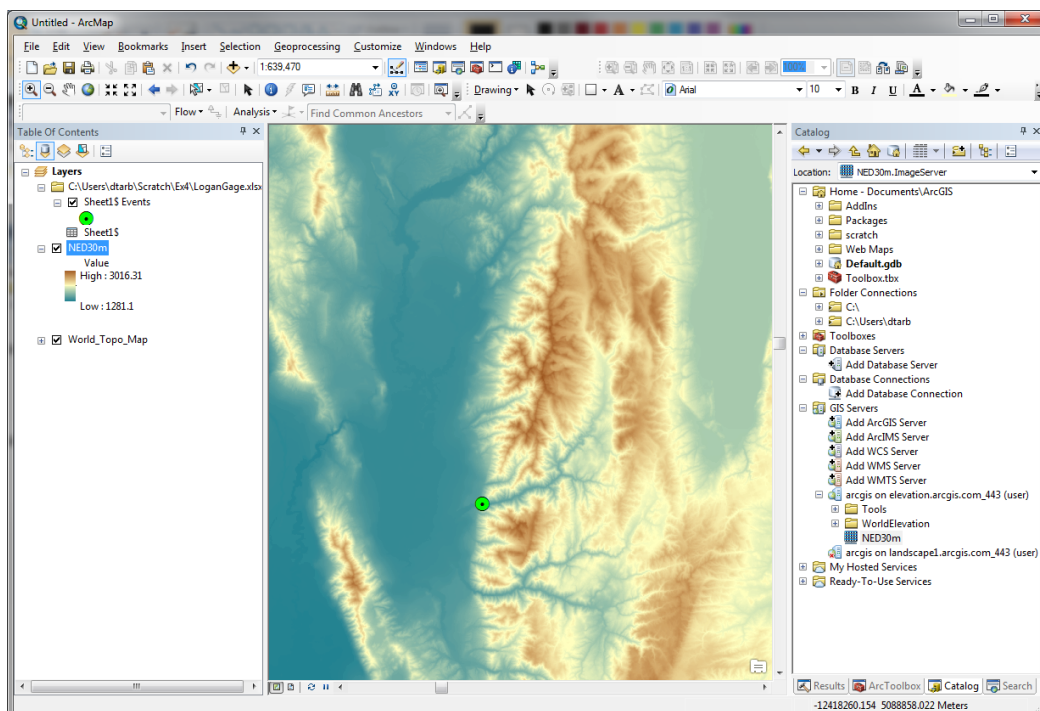 Untitled - ArcMap
File Edit View Bookmarks Insert Selection Geoprocessing Customize Windows Help
1:639,470 100%
Drawing A Arial 10 B I U A
Flow Analysis Find Common Ancestors
Table Of Contents
Layers
C:\Users\dtarb\Scratch\Ex4\LoganGage.xlsx
Sheet1$ Events
Sheet1$
NED30m
Value
High : 3016.31
Low : 1281.1
World_Topo_Map
Catalog
Location: NED30m.ImageServer
Home - Documents\ArcGIS
AddIns
Packages
scratch
Web Maps
Default.gdb
Toolbox.tbx
Folder Connections
C:\
C:\Users\dtarb
Toolboxes
Database Servers
Add Database Server
Database Connections
Add Database Connection
GIS Servers
Add ArcGIS Server
Add ArcIMS Server
Add WCS Server
Add WMS Server
Add WMTS Server
arcgis on elevation.arcgis.com_443 (user)
Tools
WorldElevation
NED30m
arcgis on landscape1.arcgis.com_443 (user)
My Hosted Services
Ready-To-Use Services
Results ArcToolbox Catalog Search
-12418260.154 5088858.022 Meters